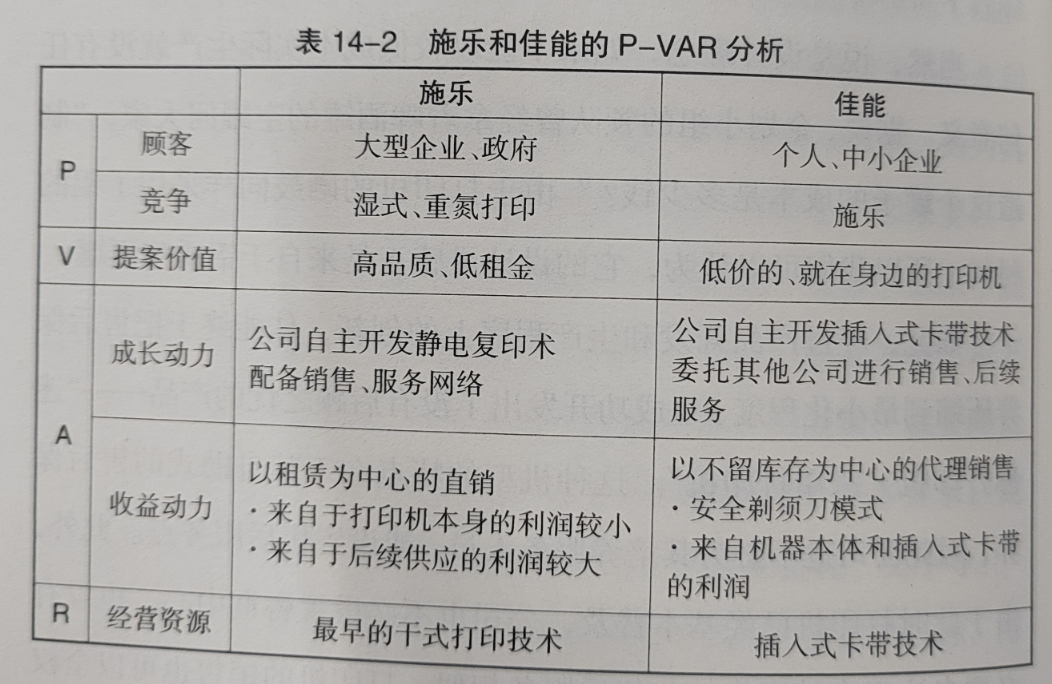 表 14-2 施乐和佳能的 P-VAR 分析
施乐 佳能
P 顾客 大型企业、政府 个人、中小企业
竞争 湿式、重氮打印 施乐
V 提案价值 高品质、低租金 低价的、就在身边的打印机
A 成长动力 公司自主开发静电复印术 公司自主开发插入式卡带技术
配备销售、服务网络 委托其他公司进行销售、后续
服务
收益动力 以租赁为中心的直销 以不留库存为中心的代理销售
·来自于打印机本身的利润较小 ·安全剃须刀模式
·来自于后续供应的利润较大 ·来自机器本体和插入式卡带
的利润
R 经营资源 最早的干式打印技术 插入式卡带技术